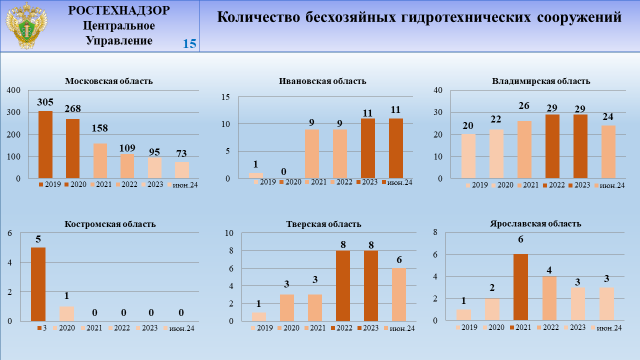 РОСТЕХНАДЗОР
Центральное
Управление
15
Количество бесхозяйных гидротехнических сооружений
Московская область
400
300
200
100
0
305 268 158 109 95 73
2019 2020 2021 2022 2023 июн.24
Ивановская область
15
10
5
0
1 0 9 9 11 11
2019 2020 2021 2022 2023 июн.24
Владимирская область
40
30
20
10
0
20 22 26 29 29 24
2019 2020 2021 2022 2023 июн.24
Костромская область
6
4
2
0
5 1 0 0 0 0
3 2020 2021 2022 2023 июн.24
Тверская область
10
8
6
4
2
0
1 3 3 8 8 6
2019 2020 2021 2022 2023 июн.24
Ярославская область
8
6
4
2
0
1 2 6 4 3 3
2019 2020 2021 2022 2023 июн.24